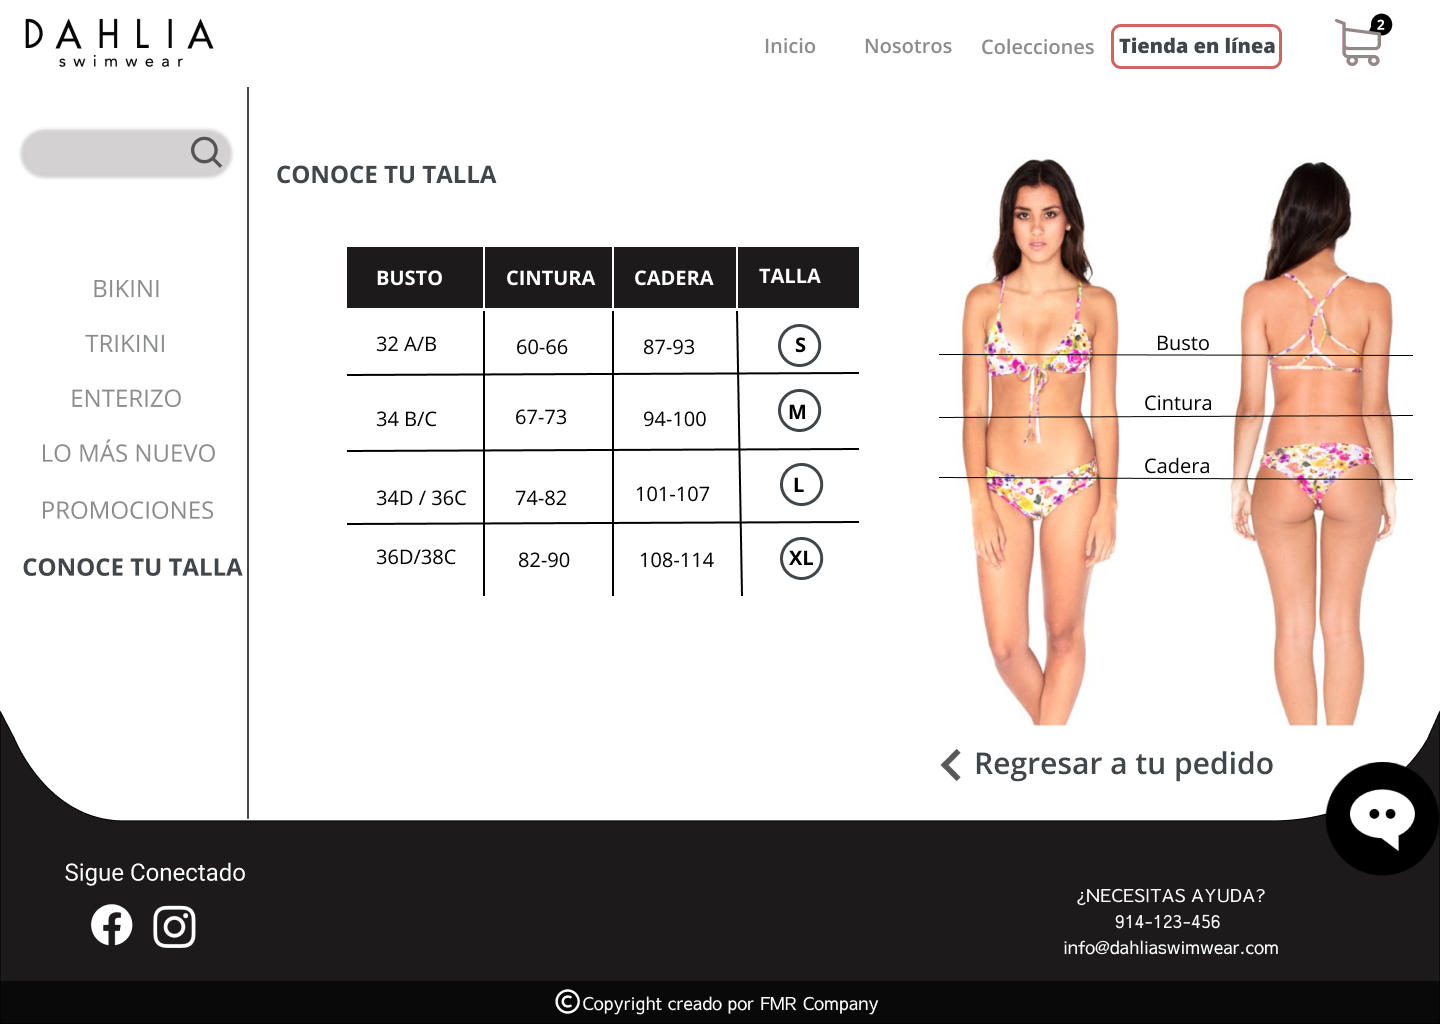 DAHLIA
swimwear
Inicio
Nosotros
Colecciones
Tienda en línea
2
BIKINI
TRIKINI
ENTERIZO
LO MÁS NUEVO
PROMOCIONES
CONOCE TU TALLA
CONOCE TU TALLA
BUSTO CINTURA CADERA TALLA
32 A/B 60-66 87-93 S
34 B/C 67-73 94-100 M
34D / 36C 74-82 101-107 L
36D/38C 82-90 108-114 XL
Busto
Cintura
Cadera
Regresar a tu pedido
Sigue Conectado
¿NECESITAS AYUDA?
914-123-456
info@dahliaswimwear.com
©Copyright creado por FMR Company